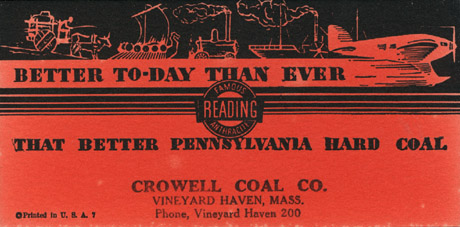 BETTER TO-DAY THAN EVER
FAMOUS
READING
ANTHRACITE
THAT BETTER PENNSYLVANIA HARD COAL
CROWELL COAL CO.
VINEYARD HAVEN, MASS.
Phone, Vineyard Haven 200
©Printed in U. S. A. 7